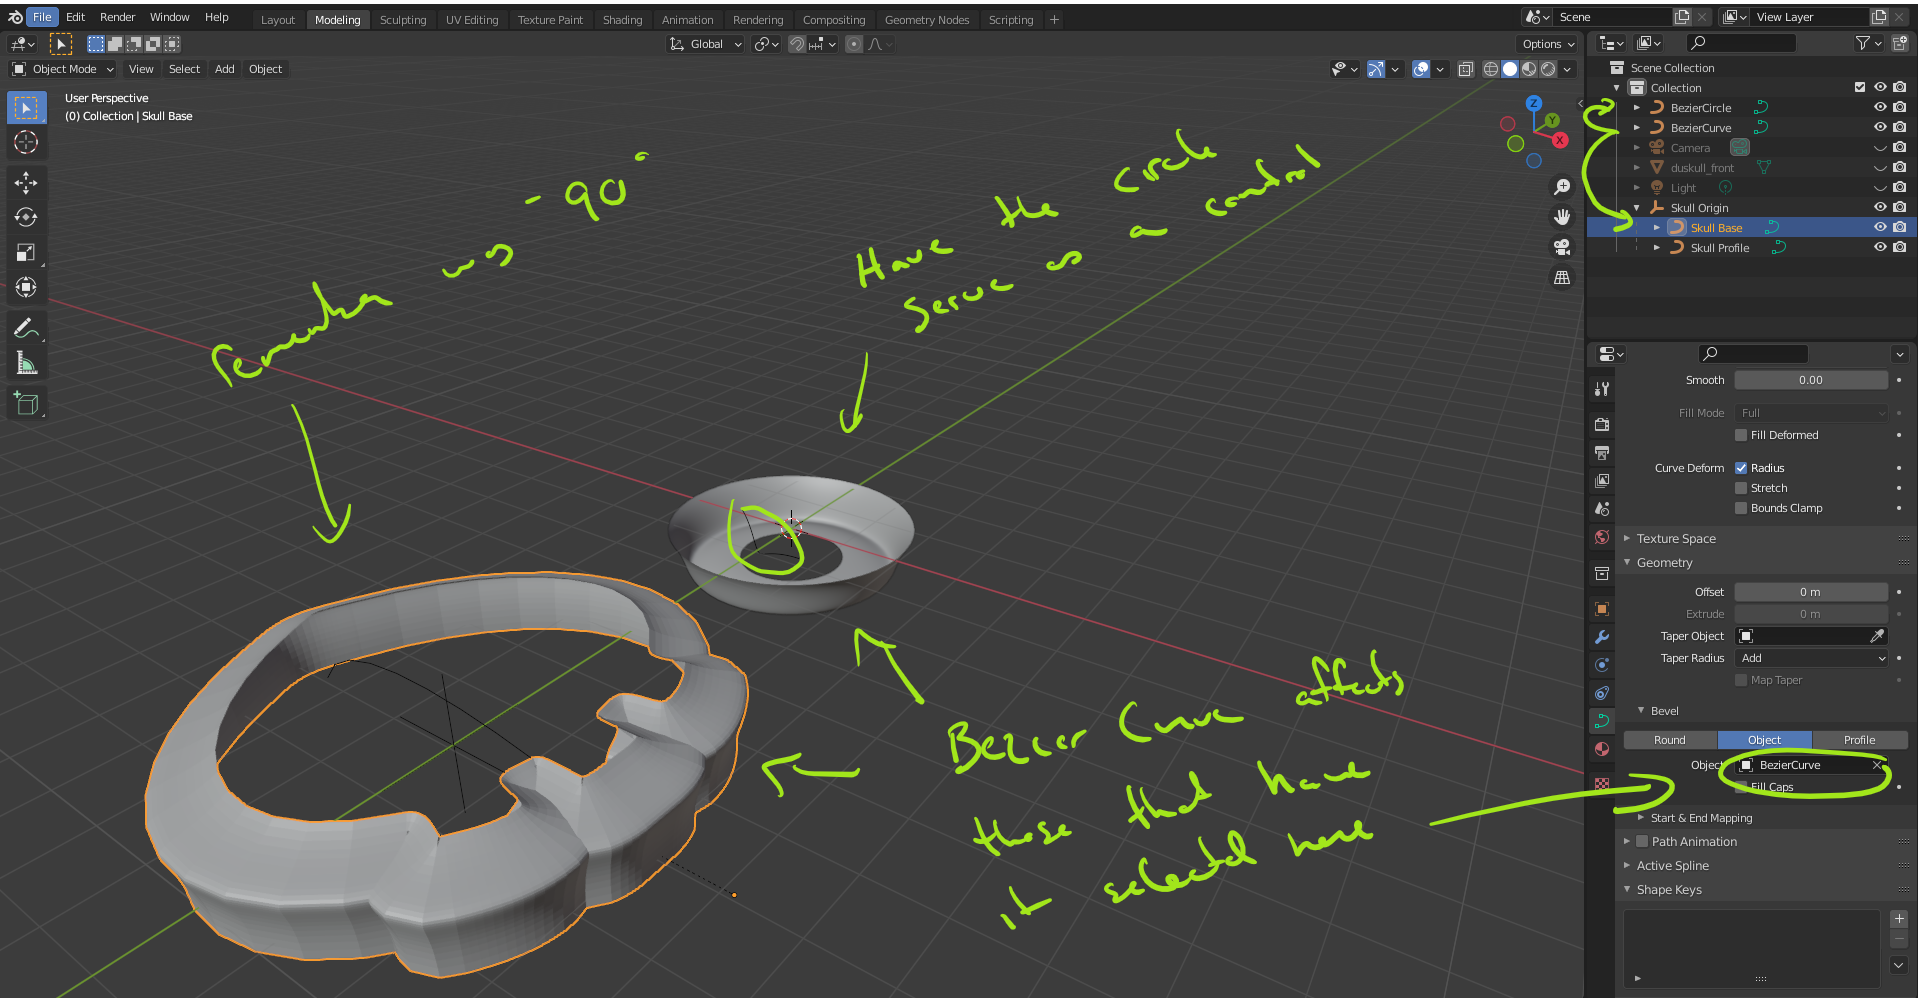 File Edit Render Window Help
Layout Modeling Sculpting UV Editing Texture Paint Shading Animation Rendering Compositing Geometry Nodes Scripting +
Scene
View Layer
Global
Options
Object Mode View Select Add Object
User Perspective
(0) Collection | Skull Base
Z
Y
X
Remember was - 90°
Have the circle
serve as a control
Bezier Curve affects
those that have
it selected here
Scene Collection
Collection
BezierCircle
BezierCurve
Camera
duskull_front
Light
Skull Origin
Skull Base
Skull Profile
Smooth 0.00
Fill Mode Full
Fill Deformed
Curve Deform Radius
Stretch
Bounds Clamp
Texture Space
Geometry
Offset 0 m
Extrude 0 m
Taper Object
Taper Radius Add
Map Taper
Bevel
Round Object Profile
Object BezierCurve
Fill Caps
Start & End Mapping
Path Animation
Active Spline
Shape Keys